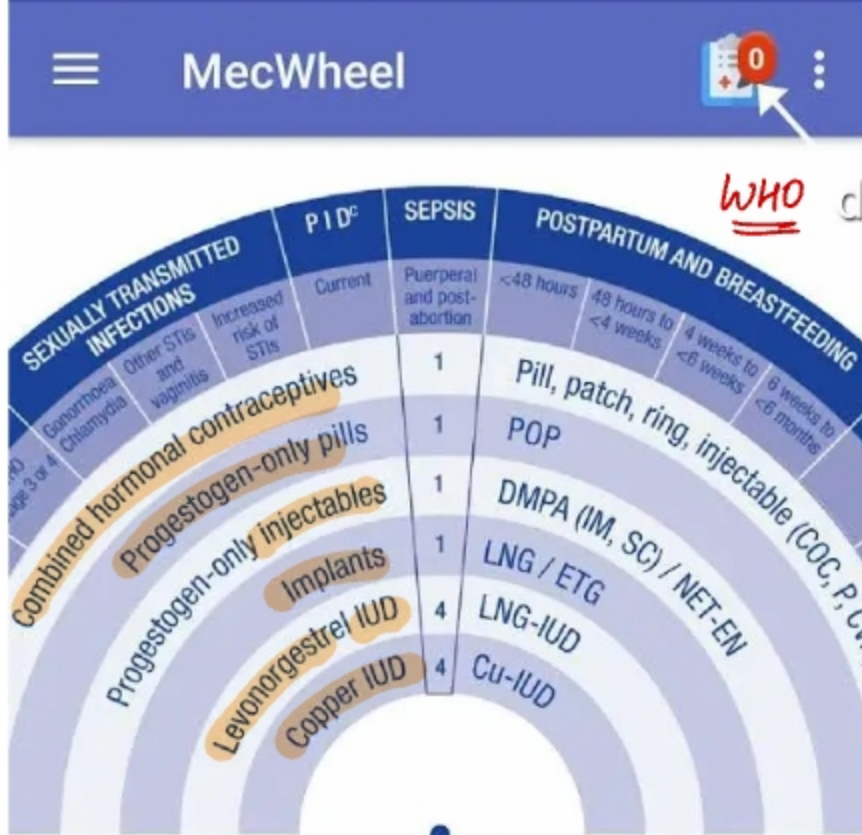 MecWheel
0
WHO
SEXUALLY TRANSMITTED
INFECTIONS
PIDᶜ
SEPSIS
POSTPARTUM AND BREASTFEEDING
Gonorrhoea
Chlamydia
Other STIs
and
vaginitis
Increased
risk of
STIs
Current
Puerperal
and post-
abortion
<48 hours
48 hours to
<4 weeks
4 weeks to
<6 weeks
6 weeks to
<6 months
Combined hormonal contraceptives
1
Pill, patch, ring, injectable (COC, P,
Progestogen-only pills
1
POP
Progestogen-only injectables
1
DMPA (IM, SC) / NET-EN
Implants
1
LNG / ETG
Levonorgestrel IUD
4
LNG-IUD
Copper IUD
4
Cu-IUD